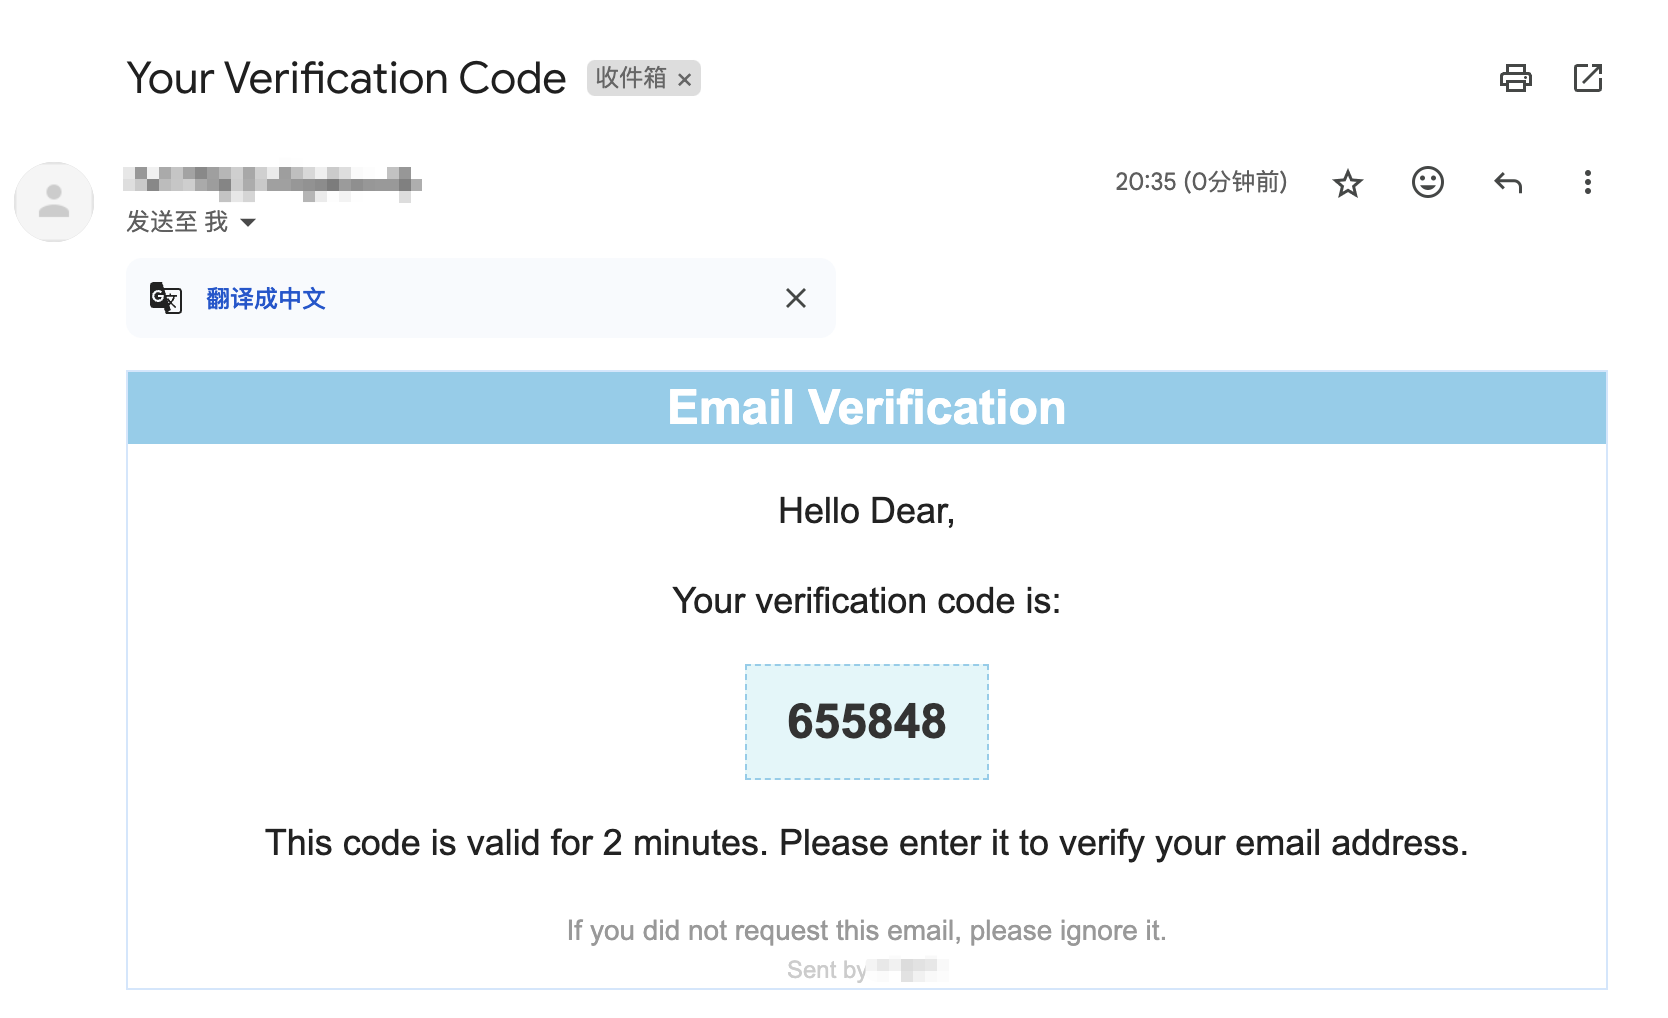 Your Verification Code 收件箱 ×
20:35 (0分钟前)
发送至 我
翻译成中文
Email Verification
Hello Dear,
Your verification code is:
655848
This code is valid for 2 minutes. Please enter it to verify your email address.
If you did not request this email, please ignore it.
Sent by